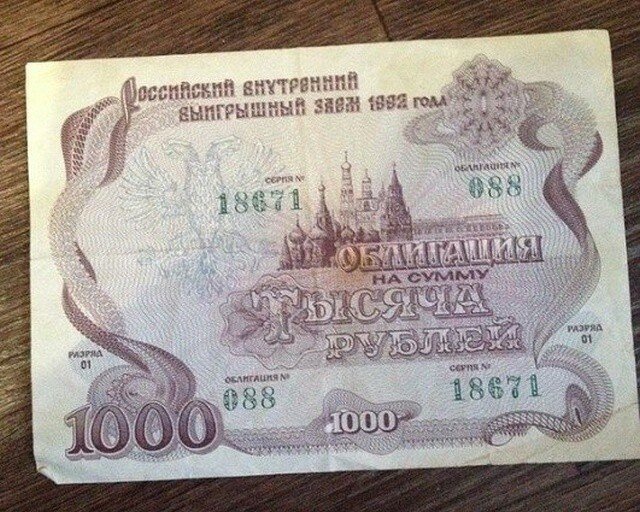 Российский внутренний
выигрышный заем 1992 года
СЕРИЯ №
18671
ОБЛИГАЦИЯ №
088
ОБЛИГАЦИЯ
НА СУММУ
ТЫСЯЧА
РУБЛЕЙ
РАЗРЯД
01
РАЗРЯД
01
ОБЛИГАЦИЯ №
088
СЕРИЯ №
18671
1000
1000